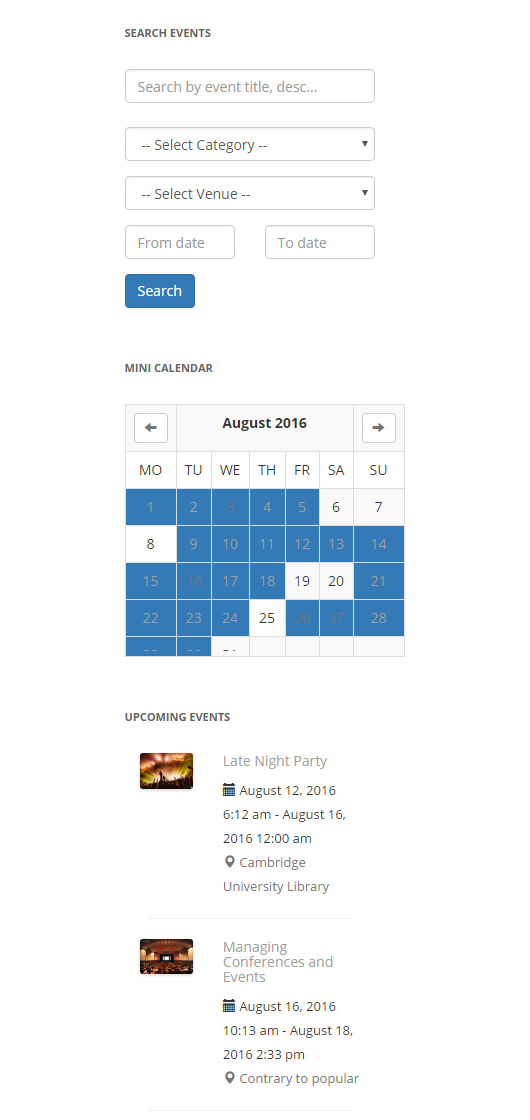 SEARCH EVENTS
Search by event title, desc...
-- Select Category --
-- Select Venue --
From date To date
Search
MINI CALENDAR
August 2016
MO TU WE TH FR SA SU
1 2 3 4 5 6 7
8 9 10 11 12 13 14
15 16 17 18 19 20 21
22 23 24 25 26 27 28
UPCOMING EVENTS
Late Night Party
August 12, 2016
6:12 am - August 16,
2016 12:00 am
Cambridge
University Library
Managing
Conferences and
Events
August 16, 2016
10:13 am - August 18,
2016 2:33 pm
Contrary to popular